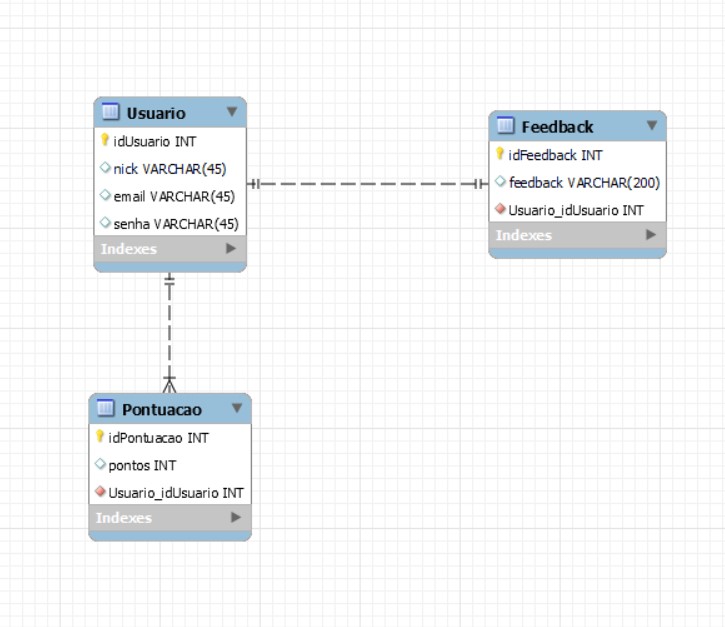 Usuario
idUsuario INT
nick VARCHAR(45)
email VARCHAR(45)
senha VARCHAR(45)
Indexes
Feedback
idFeedback INT
feedback VARCHAR(200)
Usuario_idUsuario INT
Indexes
Pontuacao
idPontuacao INT
pontos INT
Usuario_idUsuario INT
Indexes